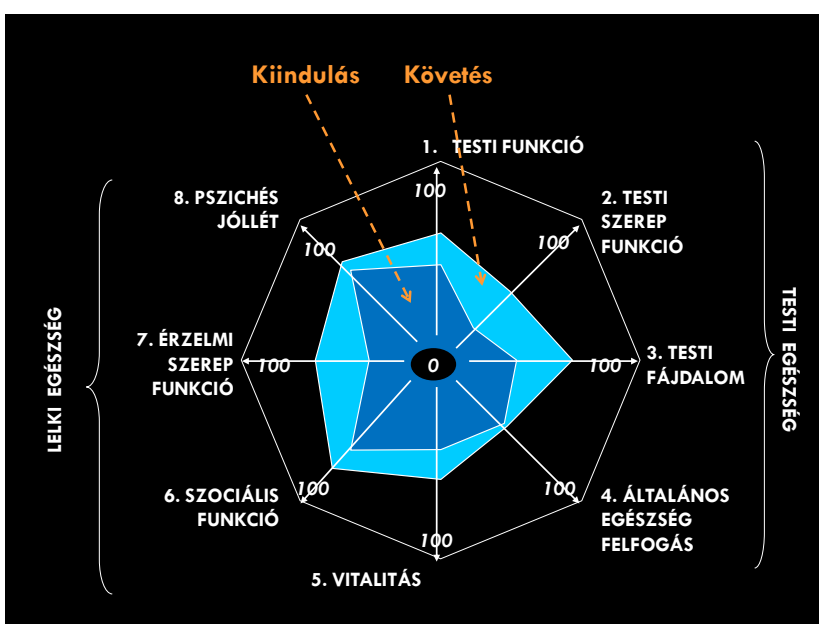 Kiindulás
Követés
1. TESTI FUNKCIÓ
100
2. TESTI
SZEREP
FUNKCIÓ
100
3. TESTI
FÁJDALOM
100
4. ÁLTALÁNOS
EGÉSZSÉG
FELFOGÁS
100
5. VITALITÁS
100
6. SZOCIÁLIS
FUNKCIÓ
100
7. ÉRZELMI
SZEREP
FUNKCIÓ
100
8. PSZICHÉS
JÓLLÉT
100
0
LELKI EGÉSZSÉG
TESTI EGÉSZSÉG